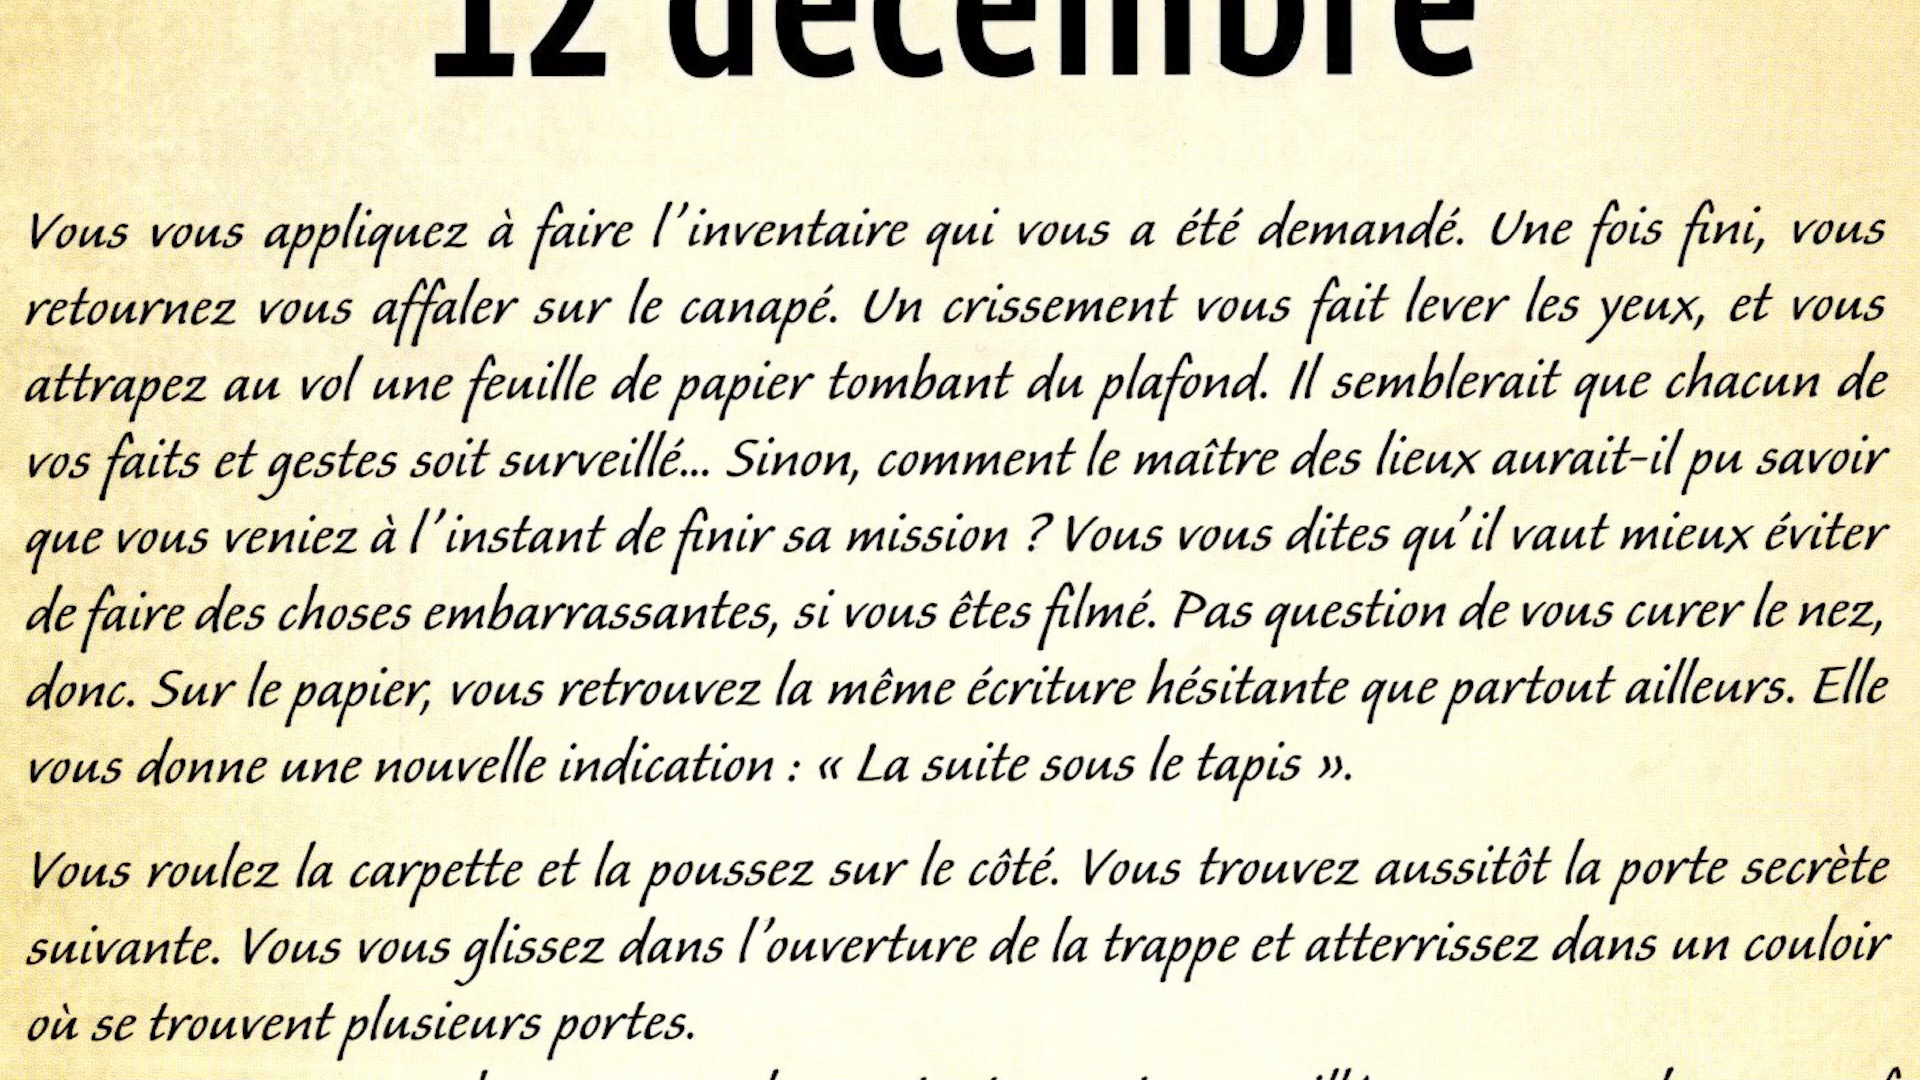 12 décembre
Vous vous appliquez à faire l'inventaire qui vous a été demandé. Une fois fini, vous
retournez vous affaler sur le canapé. Un crissement vous fait lever les yeux, et vous
attrapez au vol une feuille de papier tombant du plafond. Il semblerait que chacun de
vos faits et gestes soit surveillé... Sinon, comment le maître des lieux aurait-il pu savoir
que vous veniez à l'instant de finir sa mission ? Vous vous dites qu'il vaut mieux éviter
de faire des choses embarrassantes, si vous êtes filmé. Pas question de vous curer le nez,
donc. Sur le papier, vous retrouvez la même écriture hésitante que partout ailleurs. Elle
vous donne une nouvelle indication : « La suite sous le tapis ».
Vous roulez la carpette et la poussez sur le côté. Vous trouvez aussitôt la porte secrète
suivante. Vous vous glissez dans l'ouverture de la trappe et atterrissez dans un couloir
où se trouvent plusieurs portes.